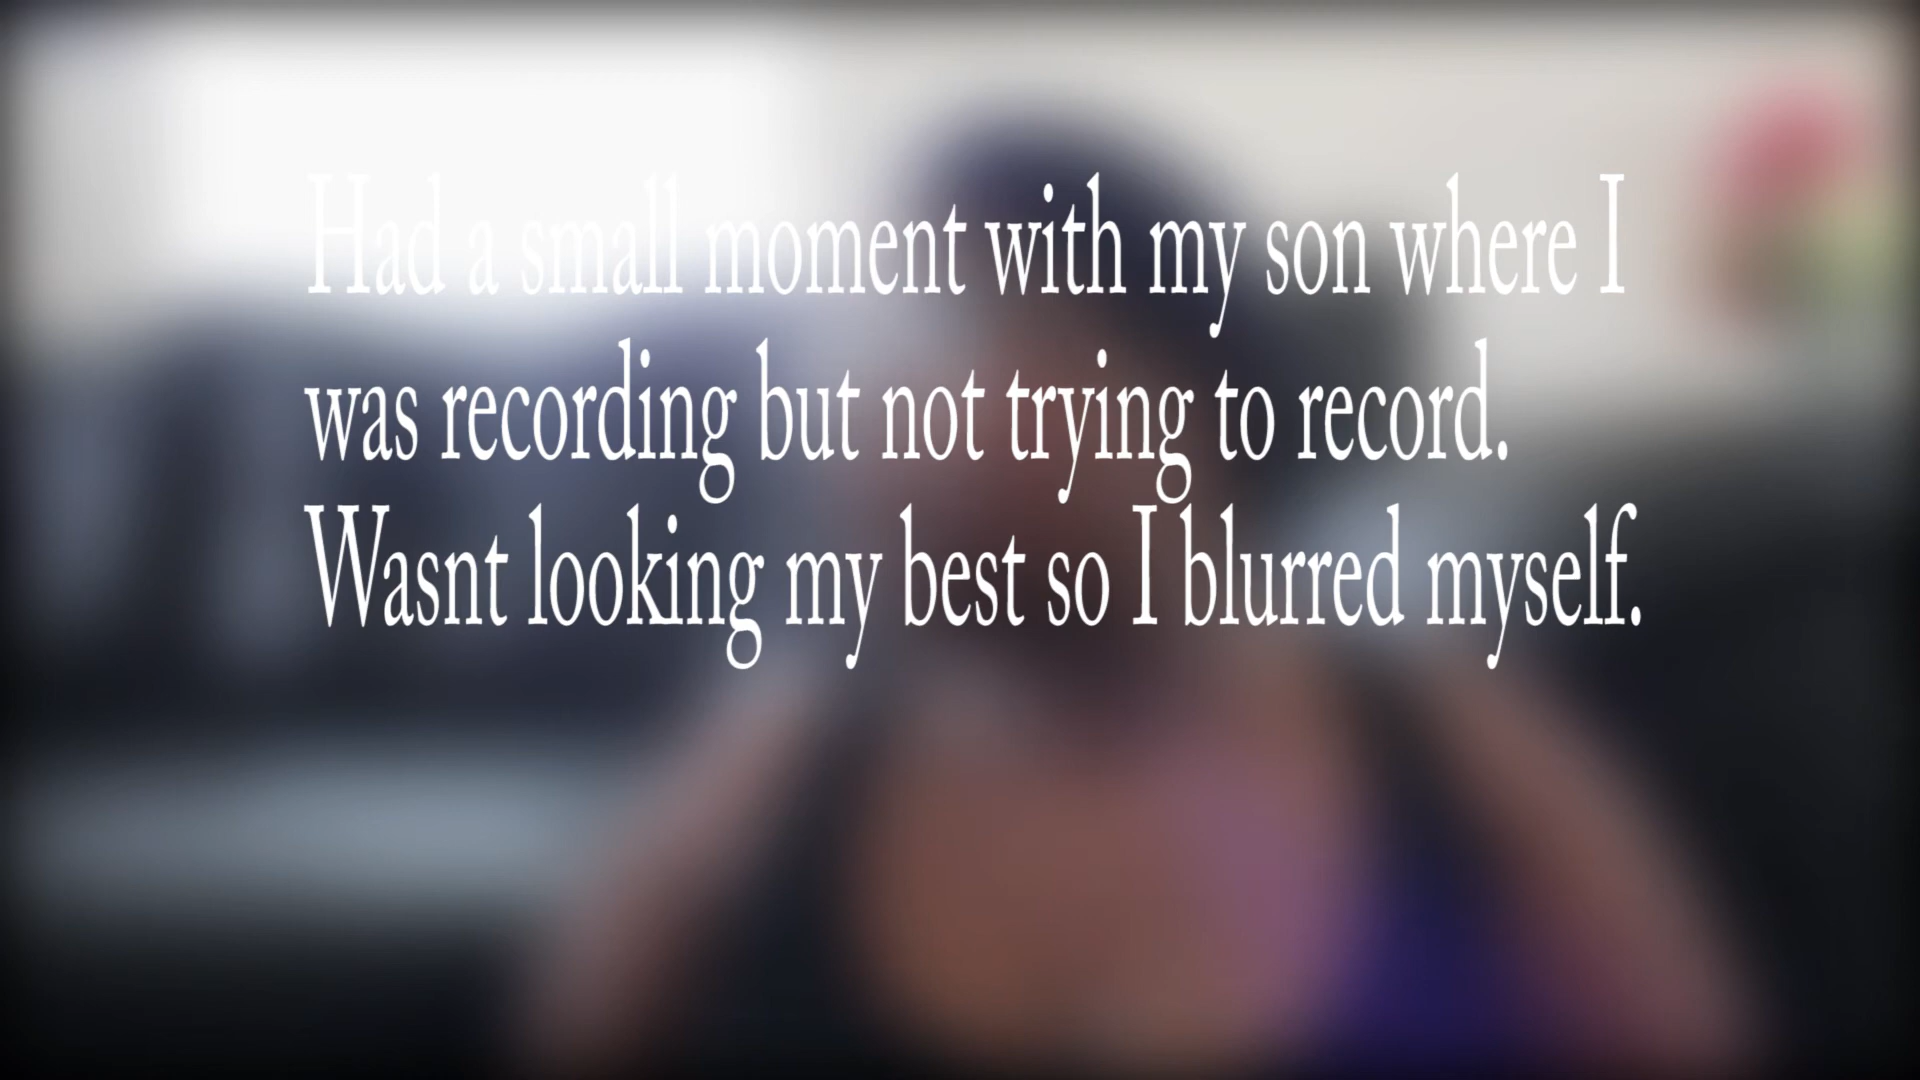 Had a small moment with my son where I
was recording but not trying to record.
Wasnt looking my best so I blurred myself.